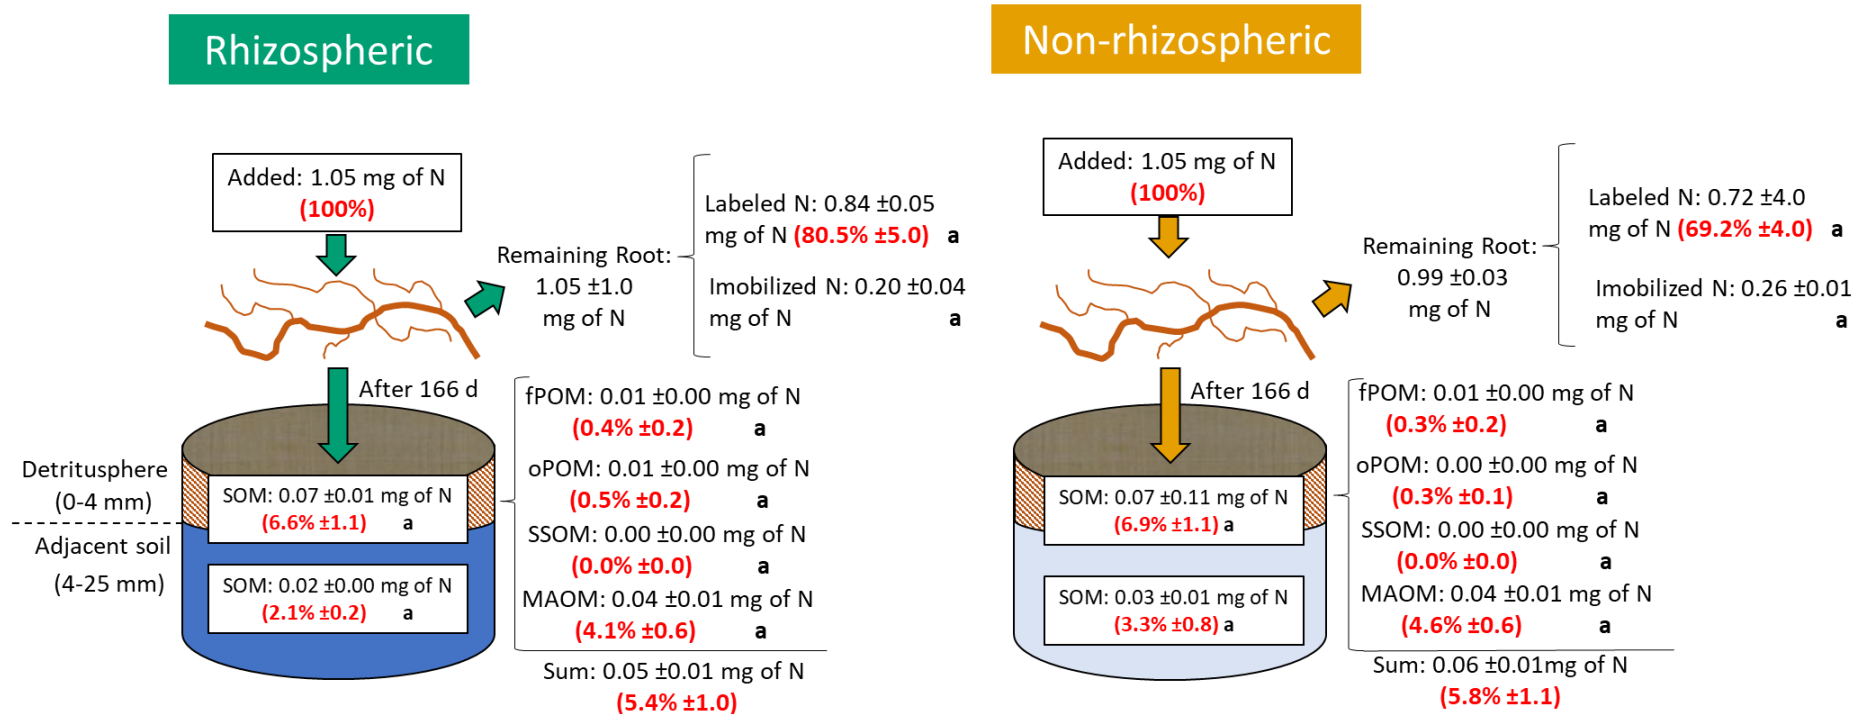 Rhizospheric
Added: 1.05 mg of N
(100%)
Remaining Root:
1.05 ±1.0
mg of N
Labeled N: 0.84 ±0.05
mg of N (80.5% ±5.0) a
Imobilized N: 0.20 ±0.04
mg of N a
After 166 d
Detritusphere
(0-4 mm)
Adjacent soil
(4-25 mm)
SOM: 0.07 ±0.01 mg of N
(6.6% ±1.1) a
SOM: 0.02 ±0.00 mg of N
(2.1% ±0.2) a
fPOM: 0.01 ±0.00 mg of N
(0.4% ±0.2) a
oPOM: 0.01 ±0.00 mg of N
(0.5% ±0.2) a
SSOM: 0.00 ±0.00 mg of N
(0.0% ±0.0) a
MAOM: 0.04 ±0.01 mg of N
(4.1% ±0.6) a
Sum: 0.05 ±0.01 mg of N
(5.4% ±1.0)
Non-rhizospheric
Added: 1.05 mg of N
(100%)
Remaining Root:
0.99 ±0.03
mg of N
Labeled N: 0.72 ±4.0
mg of N (69.2% ±4.0) a
Imobilized N: 0.26 ±0.01
mg of N a
After 166 d
SOM: 0.07 ±0.11 mg of N
(6.9% ±1.1) a
SOM: 0.03 ±0.01 mg of N
(3.3% ±0.8) a
fPOM: 0.01 ±0.00 mg of N
(0.3% ±0.2) a
oPOM: 0.00 ±0.00 mg of N
(0.3% ±0.1) a
SSOM: 0.00 ±0.00 mg of N
(0.0% ±0.0) a
MAOM: 0.04 ±0.01 mg of N
(4.6% ±0.6) a
Sum: 0.06 ±0.01mg of N
(5.8% ±1.1)